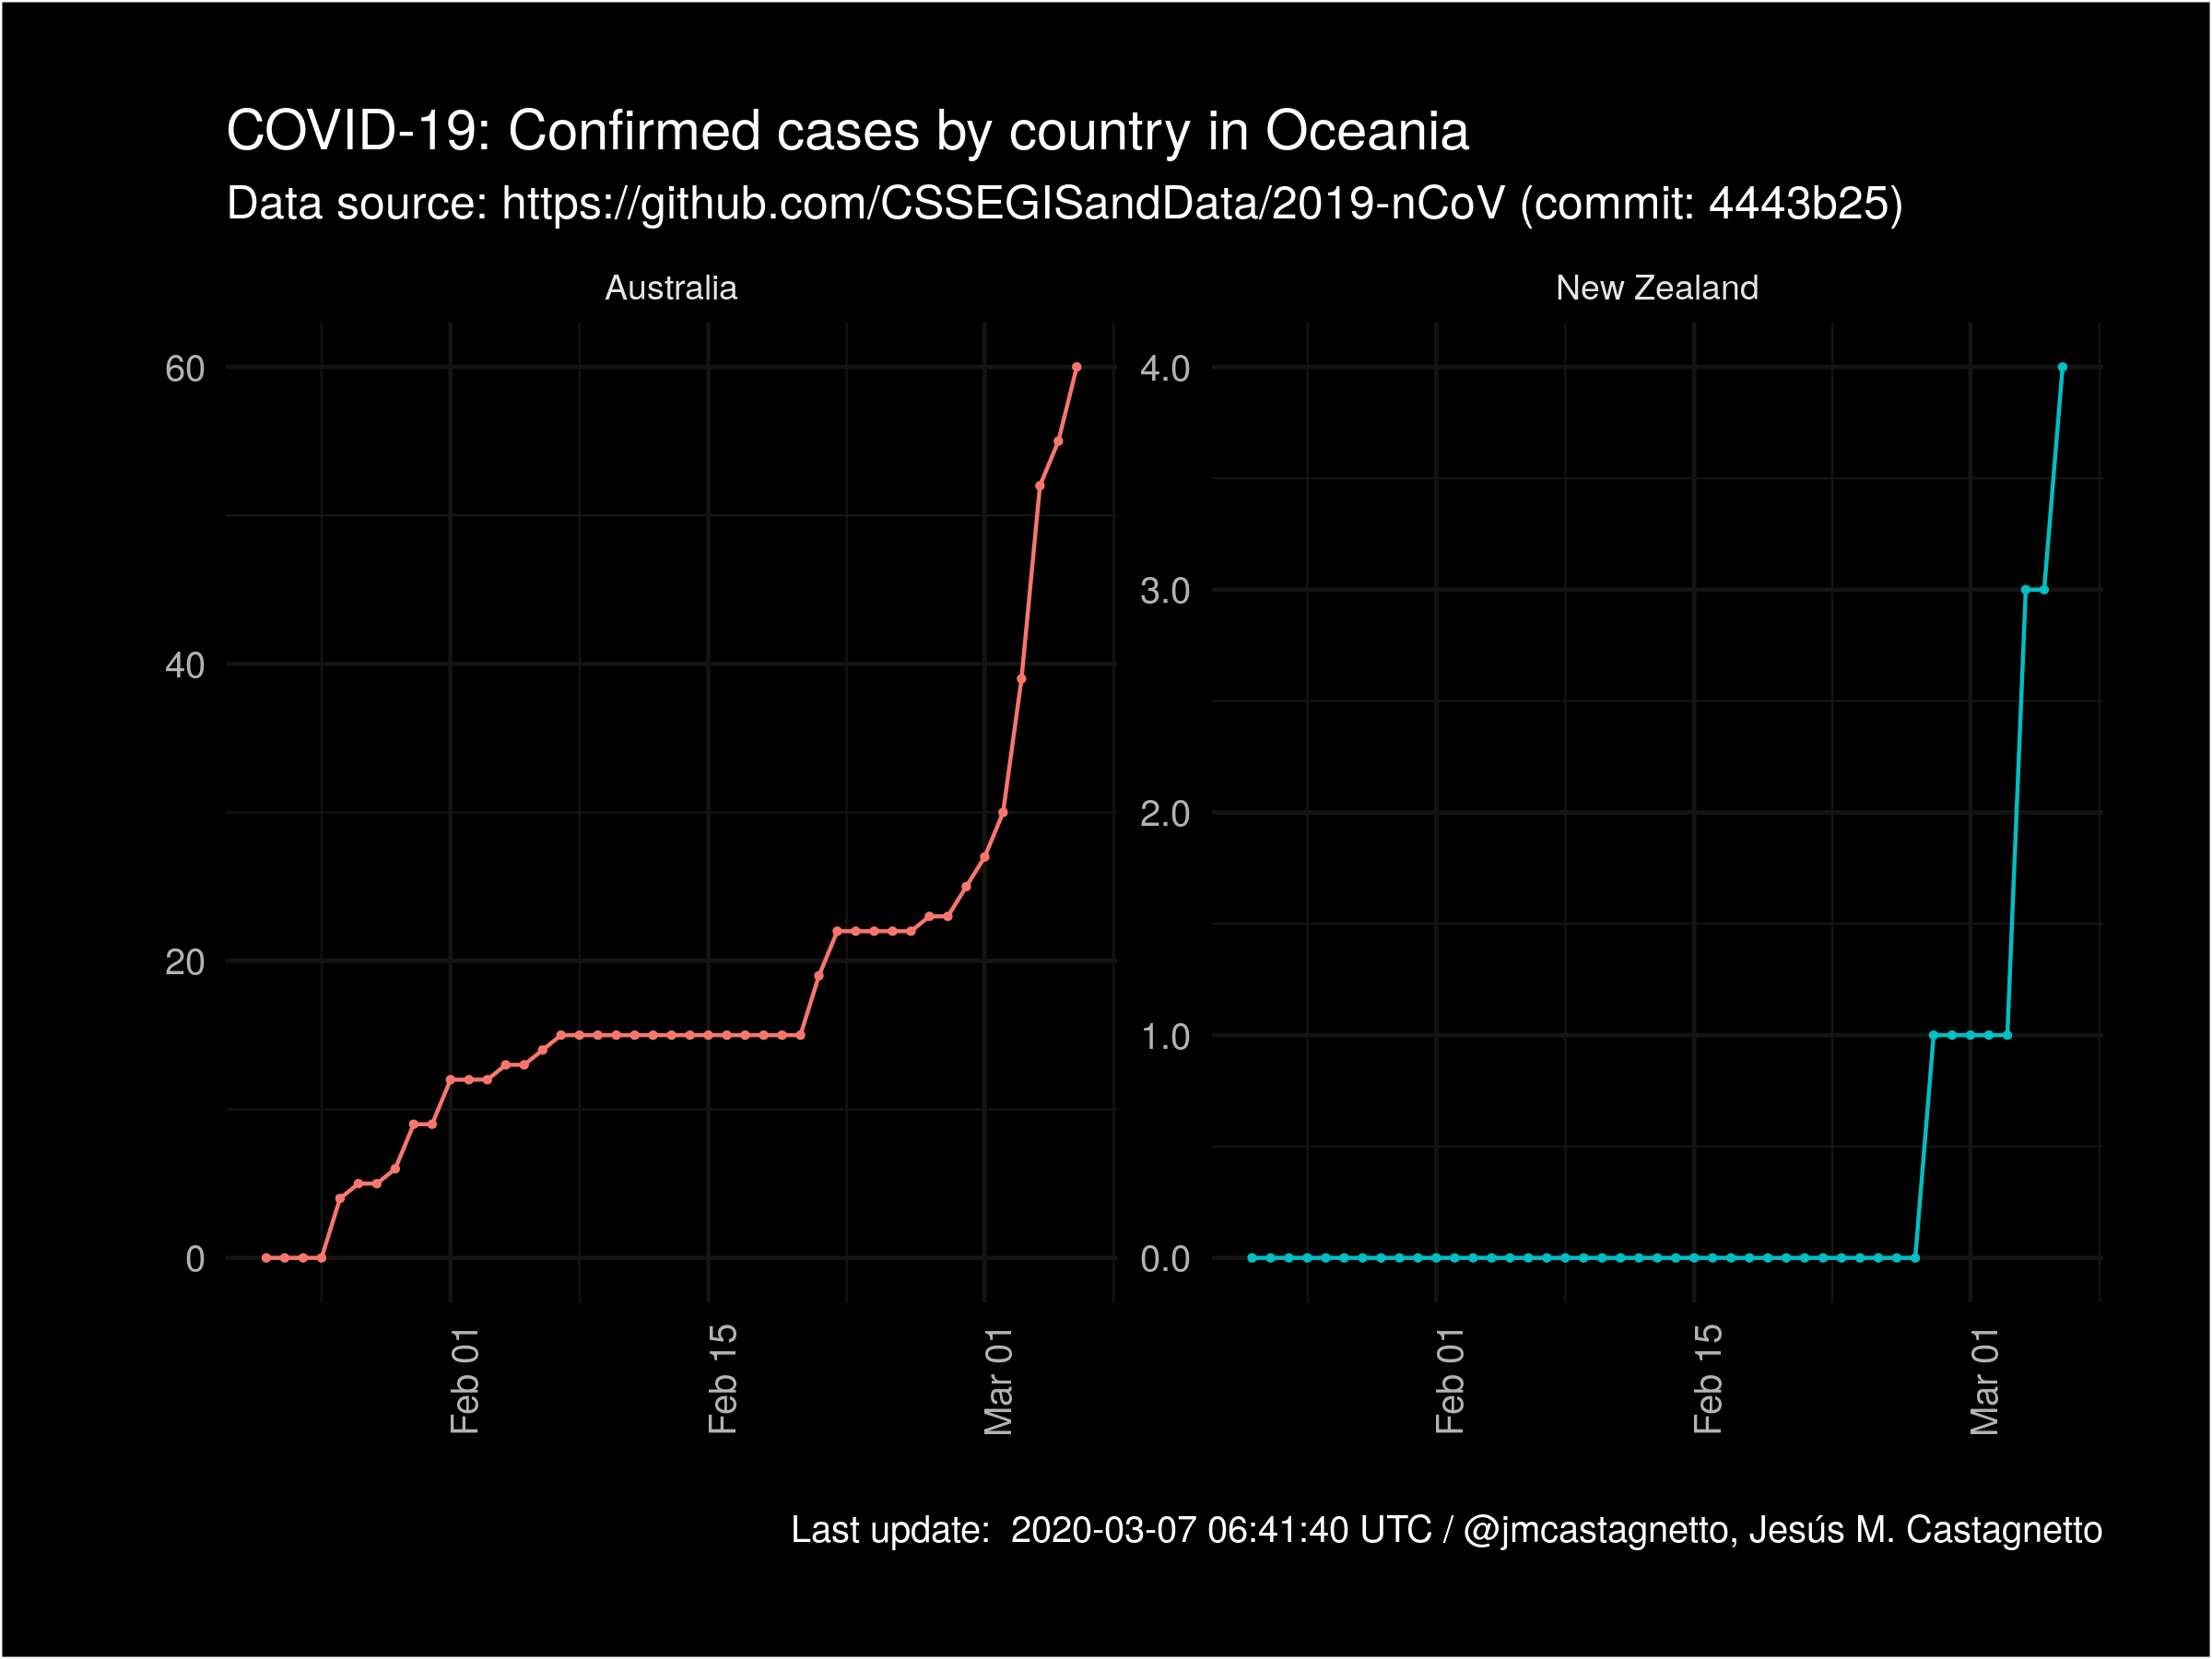 COVID-19: Confirmed cases by country in Oceania
Data source: https://github.com/CSSEGISandData/2019-nCoV (commit: 4443b25)
Australia
New Zealand
60
40
20
0
4.0
3.0
2.0
1.0
0.0
Feb 01
Feb 15
Mar 01
Feb 01
Feb 15
Mar 01
Last update:  2020-03-07 06:41:40 UTC / @jmcastagnetto, Jesús M. Castagnetto